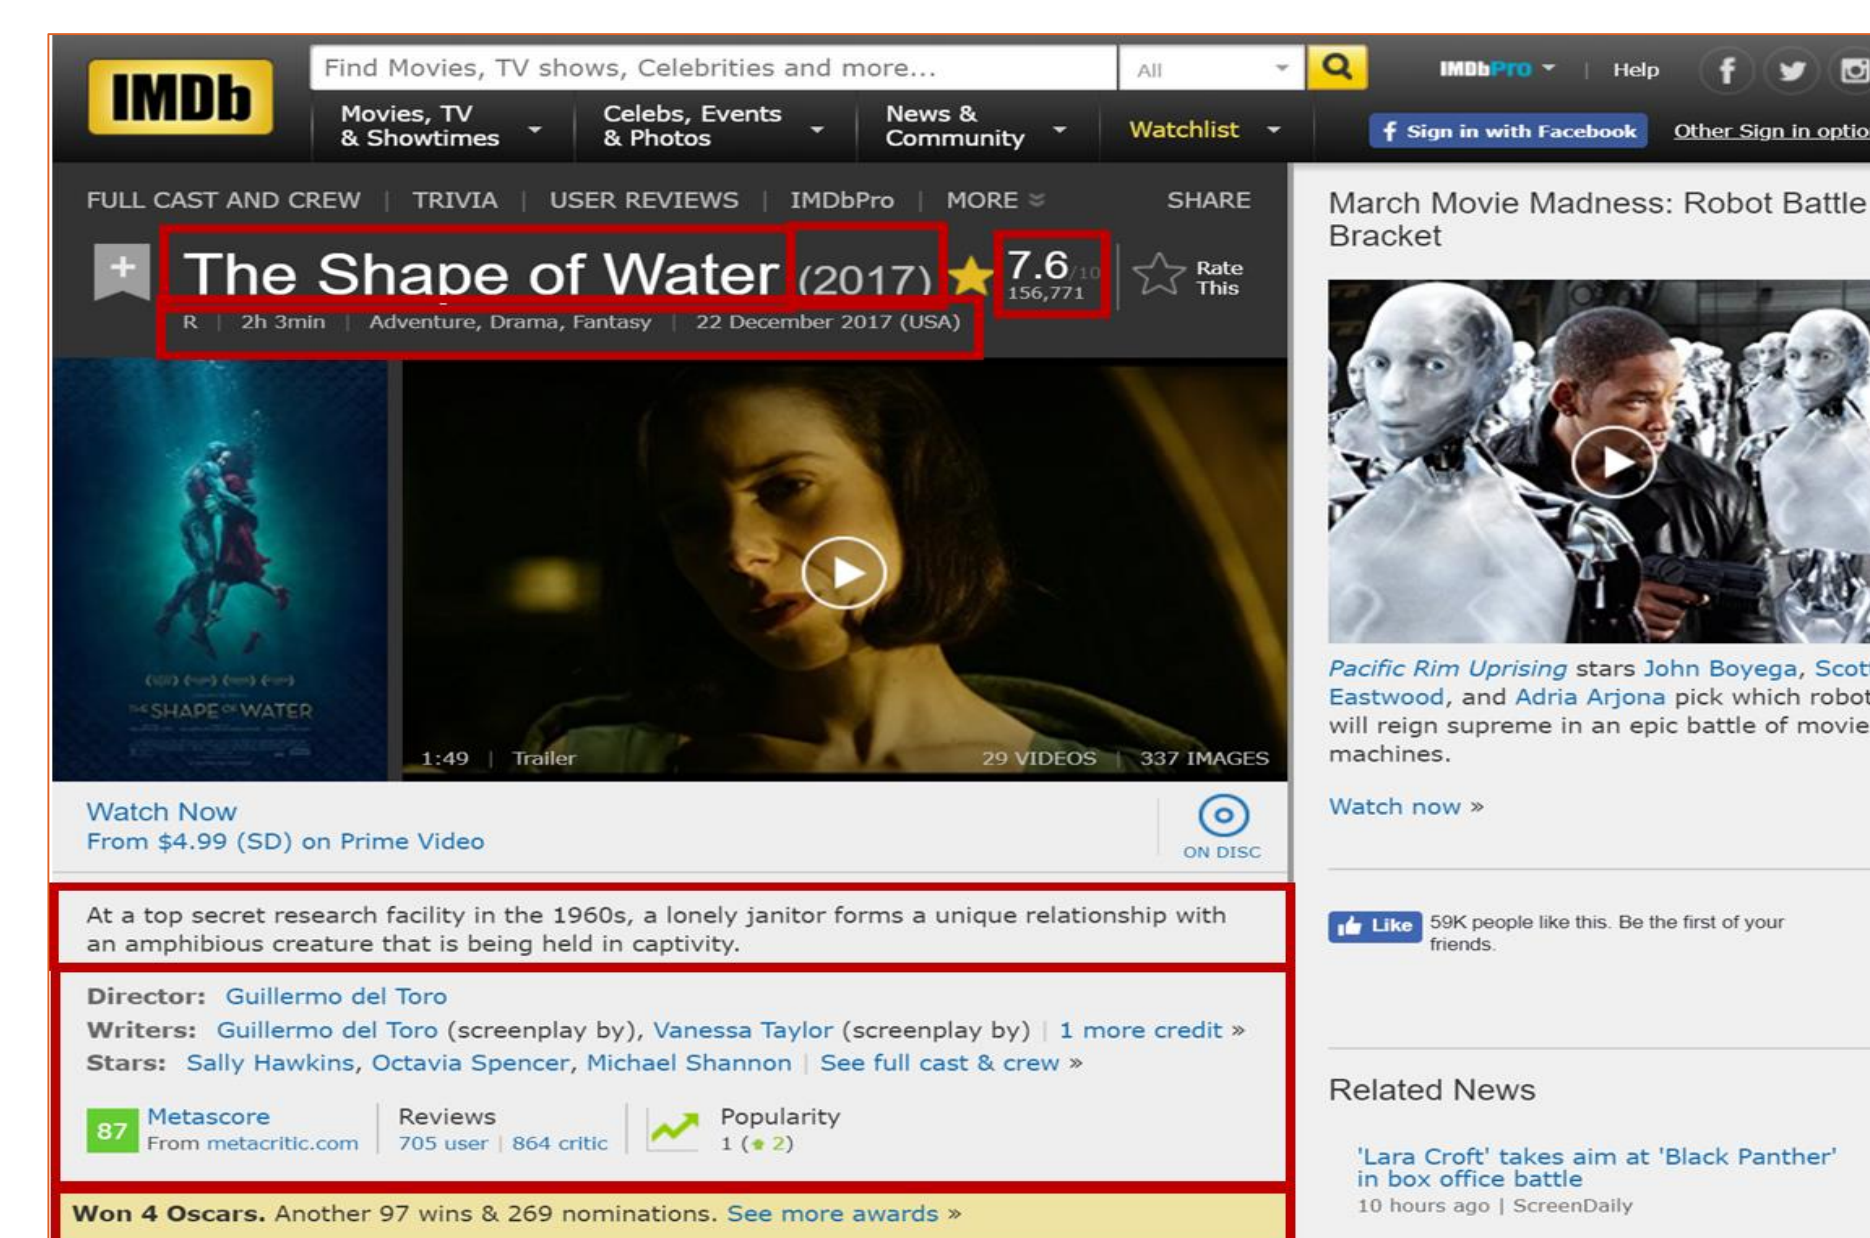 IMDb
Find Movies, TV shows, Celebrities and more...
All
IMDbPro
Help
Movies, TV
& Showtimes
Celebs, Events
& Photos
News &
Community
Watchlist
f Sign in with Facebook
Other Sign in optio
FULL CAST AND CREW | TRIVIA | USER REVIEWS | IMDbPro | MORE
SHARE
The Shape of Water (2017)
7.6/10
156,771
Rate
This
R | 2h 3min | Adventure, Drama, Fantasy | 22 December 2017 (USA)
THE SHAPE OF WATER
1:49 | Trailer
29 VIDEOS | 337 IMAGES
Watch Now
From $4.99 (SD) on Prime Video
ON DISC
At a top secret research facility in the 1960s, a lonely janitor forms a unique relationship with
an amphibious creature that is being held in captivity.
Director: Guillermo del Toro
Writers: Guillermo del Toro (screenplay by), Vanessa Taylor (screenplay by) | 1 more credit »
Stars: Sally Hawkins, Octavia Spencer, Michael Shannon | See full cast & crew »
87
Metascore
From metacritic.com
Reviews
705 user | 864 critic
Popularity
1 (2)
Won 4 Oscars. Another 97 wins & 269 nominations. See more awards »
March Movie Madness: Robot Battle
Bracket
Pacific Rim Uprising stars John Boyega, Scott
Eastwood, and Adria Arjona pick which robot
will reign supreme in an epic battle of movie
machines.
Watch now »
Like
59K people like this. Be the first of your
friends.
Related News
'Lara Croft' takes aim at 'Black Panther'
in box office battle
10 hours ago | ScreenDaily